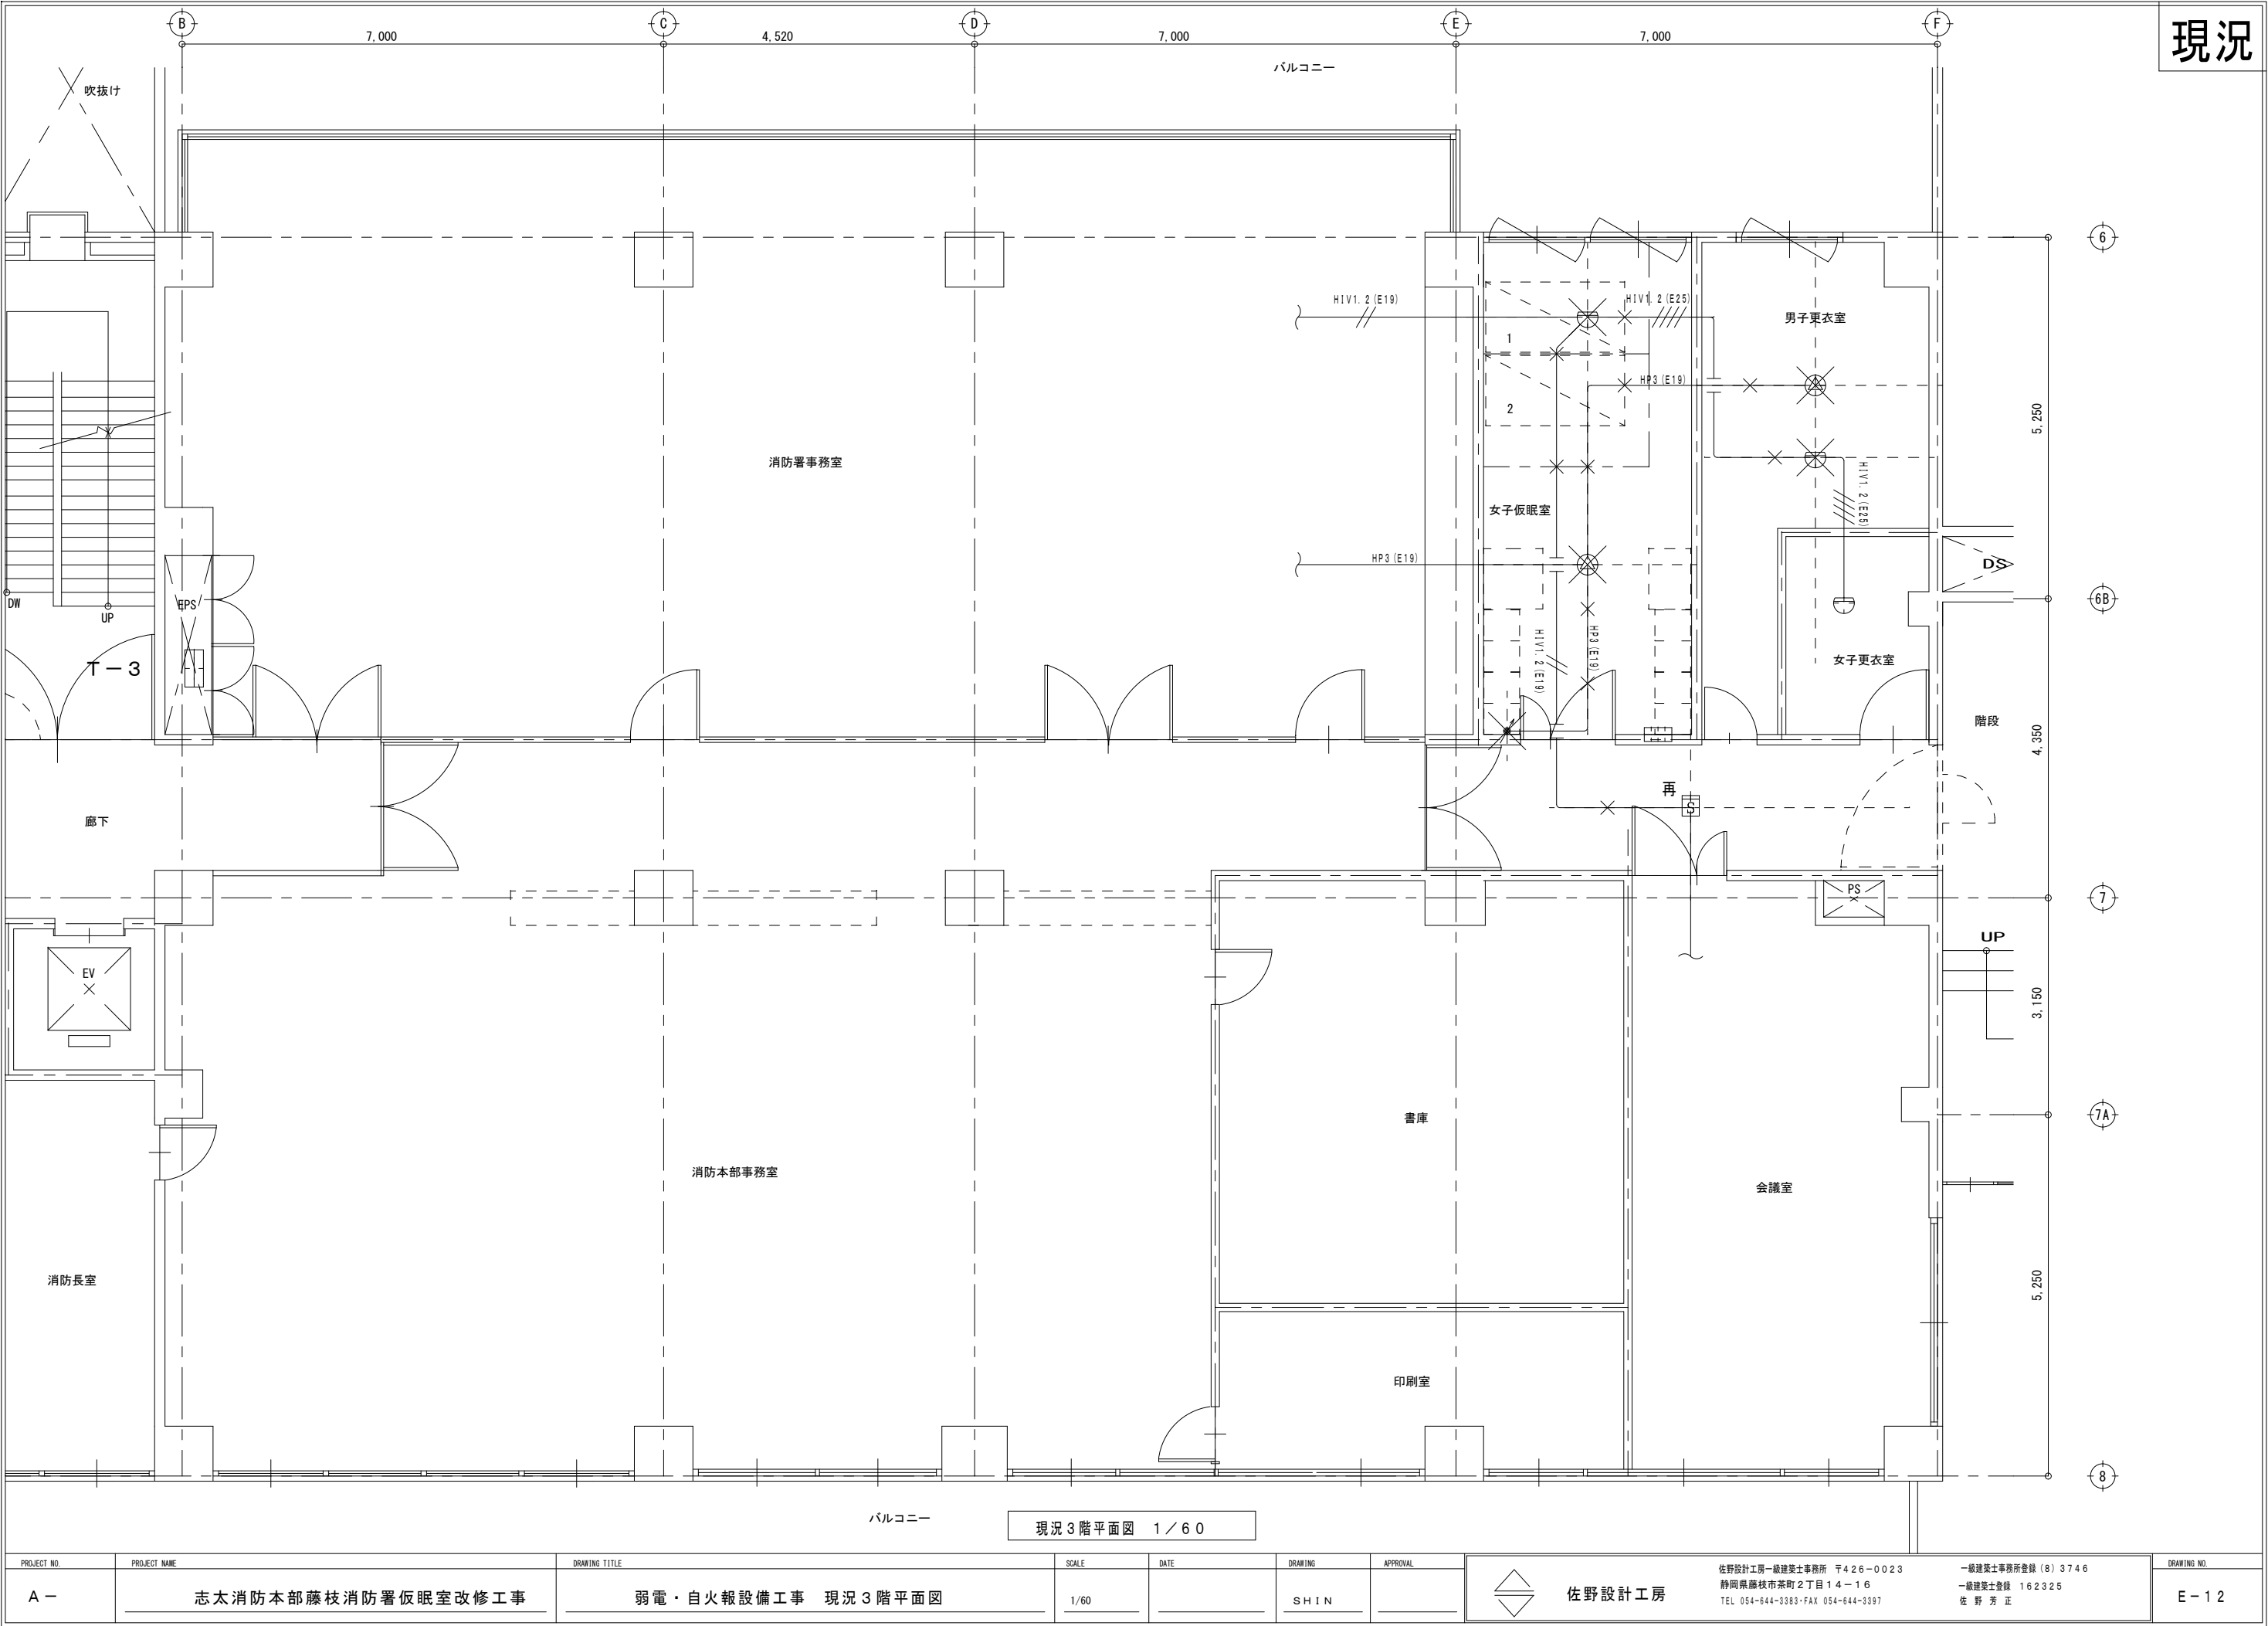 現況
B
C
D
E
F
7,000
4,520
7,000
7,000
バルコニー
吹抜け
6
HIV1.2(E19)
HIV1.2(E25)
男子更衣室
1
HP3(E19)
2
5,250
消防署事務室
HIV1.2(E25)
女子仮眠室
HP3(E19)
DS
6B
DW
EPS
UP
HIV1.2(E19)
HP3(E19)
T-3
女子更衣室
階段
4,350
再
S
廊下
PS
7
UP
EV
3,150
書庫
7A
消防本部事務室
会議室
消防長室
5,250
印刷室
8
バルコニー
現況3階平面図 1/60
PROJECT NO.
PROJECT NAME
DRAWING TITLE
SCALE
DATE
DRAWING
APPROVAL
DRAWING NO.
A-
志太消防本部藤枝消防署仮眠室改修工事
弱電・自火報設備工事 現況3階平面図
1/60
SHIN
佐野設計工房
佐野設計工房一級建築士事務所 〒426-0023
静岡県藤枝市茶町2丁目14-16
TEL 054-644-3383・FAX 054-644-3397
一級建築士事務所登録(8)3746
一級建築士登録 162325
佐野芳正
E-12